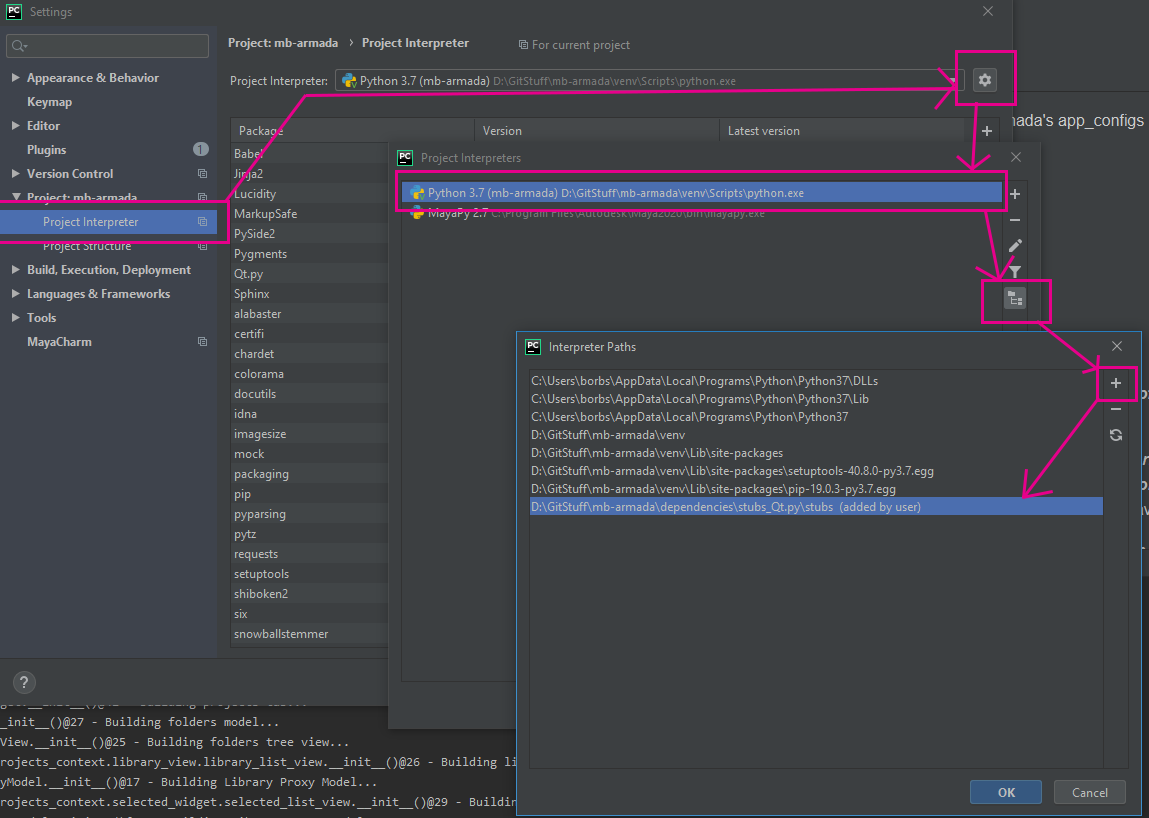 PC Settings
Project: mb-armada › Project Interpreter For current project
Appearance & Behavior
Keymap
Editor
Plugins 1
Version Control
Project: mb-armada
Project Interpreter
Project Structure
Build, Execution, Deployment
Languages & Frameworks
Tools
MayaCharm
Project Interpreter: Python 3.7 (mb-armada) D:\GitStuff\mb-armada\venv\Scripts\python.exe
Package Version Latest version
Babel
Jinja2
Lucidity
MarkupSafe
PySide2
Pygments
Qt.py
Sphinx
alabaster
certifi
chardet
colorama
docutils
idna
imagesize
mock
packaging
pip
pyparsing
pytz
requests
setuptools
shiboken2
six
snowballstemmer
?
nada's app_configs
PC Project Interpreters
Python 3.7 (mb-armada) D:\GitStuff\mb-armada\venv\Scripts\python.exe
MayaPy 2.7 C:\Program Files\Autodesk\Maya2020\bin\mayapy.exe
PC Interpreter Paths
C:\Users\borbs\AppData\Local\Programs\Python\Python37\DLLs
C:\Users\borbs\AppData\Local\Programs\Python\Python37\Lib
C:\Users\borbs\AppData\Local\Programs\Python\Python37
D:\GitStuff\mb-armada\venv
D:\GitStuff\mb-armada\venv\Lib\site-packages
D:\GitStuff\mb-armada\venv\Lib\site-packages\setuptools-40.8.0-py3.7.egg
D:\GitStuff\mb-armada\venv\Lib\site-packages\pip-19.0.3-py3.7.egg
D:\GitStuff\mb-armada\dependencies\stubs_Qt.py\stubs (added by user)
OK Cancel
_init__()@27 - Building folders model...
View.__init__()@25 - Building folders tree view...
rojects_context.library_view.library_list_view.__init__()@26 - Building li
yModel.__init__()@17 - Building Library Proxy Model...
rojects_context.selected_widget.selected_list_view.__init__()@29 - Buildin